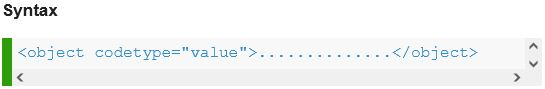 Syntax
<object codetype="value">..............</object>